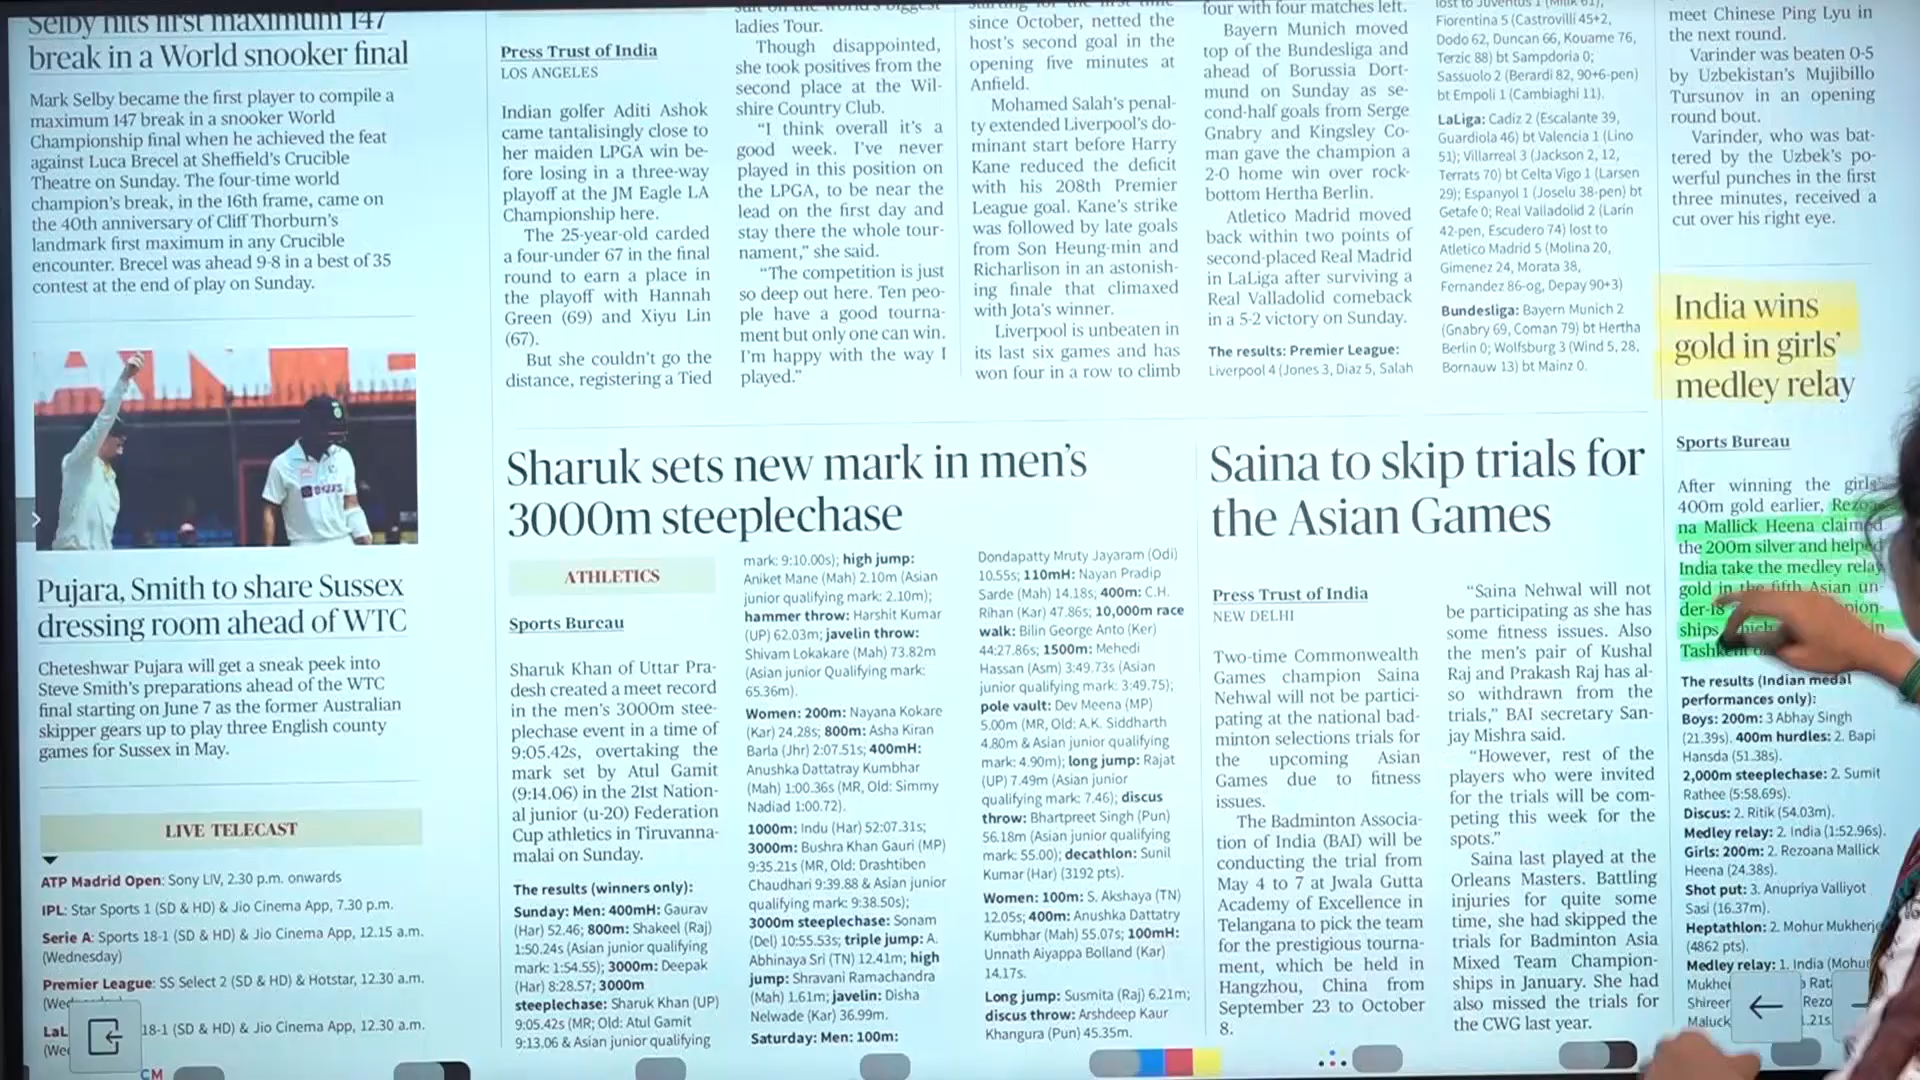 Selby hits first maximum 147
break in a World snooker final
Mark Selby became the first player to compile a
maximum 147 break in a snooker World
Championship final when he achieved the feat
against Luca Brecel at Sheffield's Crucible
Theatre on Sunday. The four-time world
champion's break, in the 16th frame, came on
the 40th anniversary of Cliff Thorburn's
landmark first maximum in any Crucible
encounter. Brecel was ahead 9-8 in a best of 35
contest at the end of play on Sunday.
Pujara, Smith to share Sussex
dressing room ahead of WTC
Cheteshwar Pujara will get a sneak peek into
Steve Smith's preparations ahead of the WTC
final starting on June 7 as the former Australian
skipper gears up to play three English county
games for Sussex in May.
LIVE TELECAST
ATP Madrid Open: Sony LIV, 2.30 p.m. onwards
IPL: Star Sports 1 (SD & HD) & Jio Cinema App, 7.30 p.m.
Serie A: Sports 18-1 (SD & HD) & Jio Cinema App, 12.15 a.m.
(Wednesday)
Premier League: SS Select 2 (SD & HD) & Hotstar, 12.30 a.m.
18-1 (SD & HD) & Jio Cinema App, 12.30 a.m.
CM
Press Trust of India
LOS ANGELES
Indian golfer Aditi Ashok
came tantalisingly close to
her maiden LPGA win be-
fore losing in a three-way
playoff at the JM Eagle LA
Championship here.
The 25-year-old carded
a four-under 67 in the final
round to earn a place in
the playoff with Hannah
Green (69) and Xiyu Lin
(67).
But she couldn't go the
distance, registering a Tied
ladies Tour.
Though disappointed,
she took positives from the
second place at the Wil-
shire Country Club.
"I think overall it's a
good week. I've never
played in this position on
the LPGA, to be near the
lead on the first day and
stay there the whole tour-
nament," she said.
"The competition is just
so deep out here. Ten peo-
ple have a good tourna-
ment but only one can win.
I'm happy with the way I
played."
since October, netted the
host's second goal in the
opening five minutes at
Anfield.
Mohamed Salah's penal-
ty extended Liverpool's do-
minant start before Harry
Kane reduced the deficit
with his 208th Premier
League goal. Kane's strike
was followed by late goals
from Son Heung-min and
Richarlison in an astonish-
ing finale that climaxed
with Jota's winner.
Liverpool is unbeaten in
its last six games and has
won four in a row to climb
four with four matches left.
Bayern Munich moved
top of the Bundesliga and
ahead of Borussia Dort-
mund on Sunday as se-
cond-half goals from Serge
Gnabry and Kingsley Co-
man gave the champion a
2-0 home win over rock-
bottom Hertha Berlin.
Atletico Madrid moved
back within two points of
second-placed Real Madrid
in LaLiga after surviving a
Real Valladolid comeback
in a 5-2 victory on Sunday.
The results: Premier League:
Liverpool 4 (Jones 3, Diaz 5, Salah
lost to Juventus 1 (Milik 61),
Fiorentina 5 (Castrovilli 45+2,
Dodo 62, Duncan 66, Kouame 76,
Terzic 88) bt Sampdoria 0;
Sassuolo 2 (Berardi 82, 90+6-pen)
bt Empoli 1 (Cambiaghi 11).
LaLiga: Cadiz 2 (Escalante 39,
Guardiola 46) bt Valencia 1 (Lino
51); Villarreal 3 (Jackson 2, 12,
Terrats 70) bt Celta Vigo 1 (Larsen
29); Espanyol 1 (Joselu 38-pen) bt
Getafe 0; Real Valladolid 2 (Larin
42-pen, Escudero 74) lost to
Atletico Madrid 5 (Molina 20,
Gimenez 24, Morata 38,
Fernandez 86-og, Depay 90+3)
Bundesliga: Bayern Munich 2
(Gnabry 69, Coman 79) bt Hertha
Berlin 0; Wolfsburg 3 (Wind 5, 28,
Bornauw 13) bt Mainz 0.
meet Chinese Ping Lyu in
the next round.
Varinder was beaten 0-5
by Uzbekistan's Mujibillo
Tursunov in an opening
round bout.
Varinder, who was bat-
tered by the Uzbek's po-
werful punches in the first
three minutes, received a
cut over his right eye.
Sharuk sets new mark in men's
3000m steeplechase
ATHLETICS
Sports Bureau
Sharuk Khan of Uttar Pra-
desh created a meet record
in the men's 3000m stee-
plechase event in a time of
9:05.42s, overtaking the
mark set by Atul Gamit
(9:14.06) in the 21st Nation-
al junior (u-20) Federation
Cup athletics in Tiruvanna-
malai on Sunday.
The results (winners only):
Sunday: Men: 400mH: Gaurav
(Har) 52.46; 800m: Shakeel (Raj)
1:50.24s (Asian junior qualifying
mark: 1:54.55); 3000m: Deepak
(Har) 8:28.57; 3000m
steeplechase: Sharuk Khan (UP)
9:05.42s (MR; Old: Atul Gamit
9:13.06 & Asian junior qualifying
mark: 9:10.00s); high jump:
Aniket Mane (Mah) 2.10m (Asian
junior qualifying mark: 2.10m);
hammer throw: Harshit Kumar
(UP) 62.03m; javelin throw:
Shivam Lokakare (Mah) 73.82m
(Asian junior Qualifying mark:
65.36m).
Women: 200m: Nayana Kokare
(Kar) 24.28s; 800m: Asha Kiran
Barla (Jhr) 2:07.51s; 400mH:
Anushka Dattatray Kumbhar
(Mah) 1:00.36s (MR, Old: Simmy
Nadiad 1:00.72).
1000m: Indu (Har) 52:07.31s;
3000m: Bushra Khan Gauri (MP)
9:35.21s (MR, Old: Drashtiben
Chaudhari 9:39.88 & Asian junior
qualifying mark: 9:38.50s);
3000m steeplechase: Sonam
(Del) 10:55.53s; triple jump: A.
Abhinaya Sri (TN) 12.41m; high
jump: Shravani Ramachandra
(Mah) 1.61m; javelin: Disha
Nelwade (Kar) 36.99m.
Saturday: Men: 100m:
Dondapatty Mruty Jayaram (Odi)
10.55s; 110mH: Nayan Pradip
Sarde (Mah) 14.18s; 400m: C.H.
Rihan (Kar) 47.86s; 10,000m race
walk: Bilin George Anto (Ker)
44:27.86s; 1500m: Mehedi
Hassan (Asm) 3:49.73s (Asian
junior qualifying mark: 3:49.75);
pole vault: Dev Meena (MP)
5.00m (MR, Old: A.K. Siddharth
4.80m & Asian junior qualifying
mark: 4.90m); long jump: Rajat
(UP) 7.49m (Asian junior
qualifying mark: 7.46); discus
throw: Bhartpreet Singh (Pun)
56.18m (Asian junior qualifying
mark: 55.00); decathlon: Sunil
Kumar (Har) (3192 pts).
Women: 100m: S. Akshaya (TN)
12.05s; 400m: Anushka Dattatry
Kumbhar (Mah) 55.07s; 100mH:
Unnath Aiyappa Bolland (Kar)
14.17s.
Long jump: Susmita (Raj) 6.21m;
discus throw: Arshdeep Kaur
Khangura (Pun) 45.35m.
Saina to skip trials for
the Asian Games
Press Trust of India
NEW DELHI
Two-time Commonwealth
Games champion Saina
Nehwal will not be partici-
pating at the national bad-
minton selections trials for
the upcoming Asian
Games due to fitness
issues.
The Badminton Associa-
tion of India (BAI) will be
conducting the trial from
May 4 to 7 at Jwala Gutta
Academy of Excellence in
Telangana to pick the team
for the prestigious tourna-
ment, which be held in
Hangzhou, China from
September 23 to October
8.
"Saina Nehwal will not
be participating as she has
some fitness issues. Also
the men's pair of Kushal
Raj and Prakash Raj has al-
so withdrawn from the
trials," BAI secretary San-
jay Mishra said.
"However, rest of the
players who were invited
for the trials will be com-
peting this week for the
spots."
Saina last played at the
Orleans Masters. Battling
injuries for quite some
time, she had skipped the
trials for Badminton Asia
Mixed Team Champion-
ships in January. She had
also missed the trials for
the CWG last year.
India wins
gold in girls'
medley relay
Sports Bureau
After winning the girls'
400m gold earlier, Rezoa-
na Mallick Heena claimed
the 200m silver and helped
India take the medley relay
gold in the fifth Asian un-
der-18
ships
The results (Indian medal
performances only):
Boys: 200m: 3 Abhay Singh
(21.39s). 400m hurdles: 2. Bapi
Hansda (51.38s).
2,000m steeplechase: 2. Sumit
Rathee (5:58.69s).
Discus: 2. Ritik (54.03m).
Medley relay: 2. India (1:52.96s).
Girls: 200m: 2. Rezoana Mallick
Heena (24.38s).
Shot put: 3. Anupriya Valliyot
Sasi (16.37m).
Heptathlon: 2. Mohur Mukherj
(4862 pts).
Medley relay: 1. India (Mohu